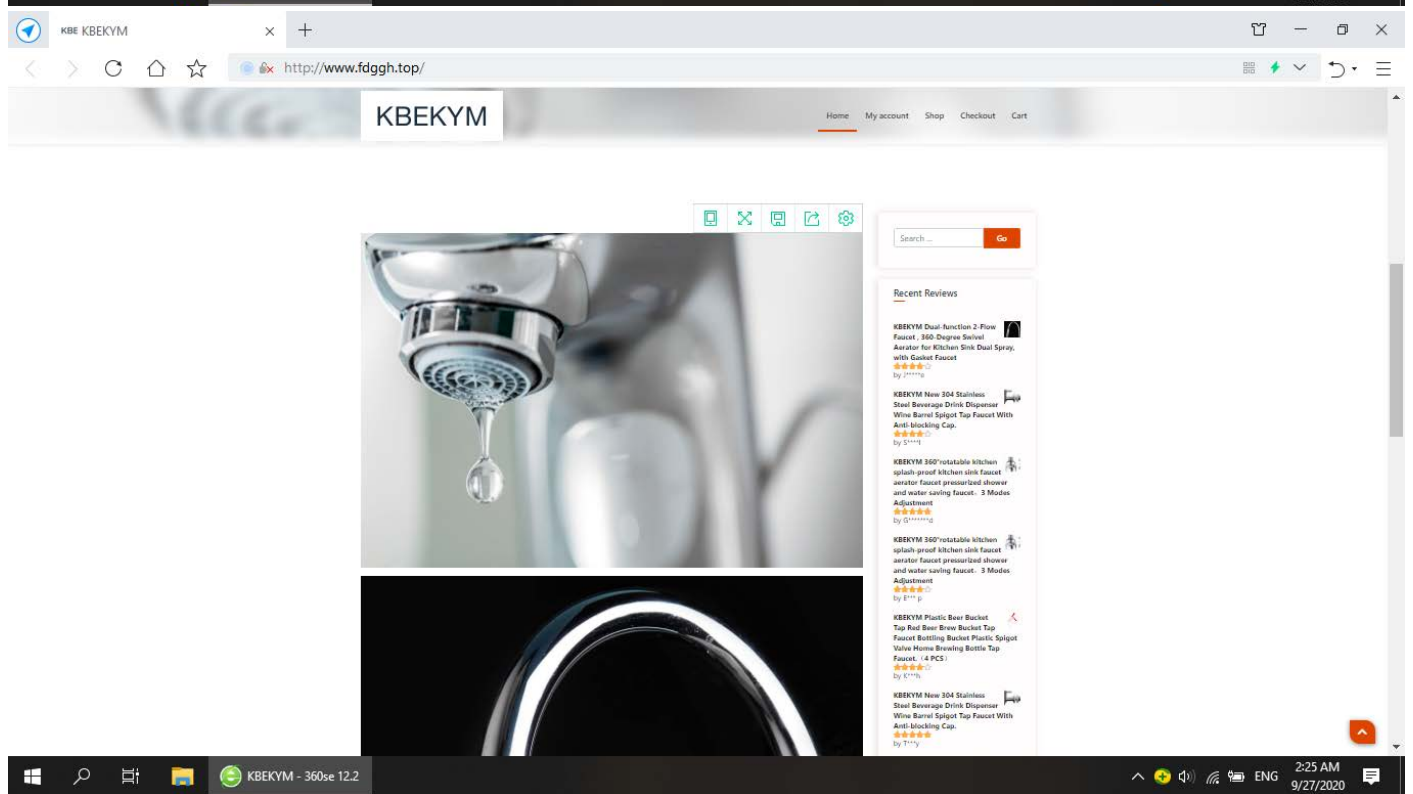 KBE KBEKYM
http://www.fdggh.top/
KBEKYM
Home My account Shop Checkout Cart
Search ... Go
Recent Reviews
KBEKYM Dual-function 2-Flow
Faucet , 360-Degree Swivel
Aerator for Kitchen Sink Dual Spray,
with Gasket Faucet
by J*****s
KBEKYM New 304 Stainless
Steel Beverage Drink Dispenser
Wine Barrel Spigot Tap Faucet With
Anti-blocking Cap.
by S****l
KBEKYM 360°rotatable kitchen
splash-proof kitchen sink faucet
aerator faucet pressurized shower
and water saving faucet. 3 Modes
Adjustment
by G*******d
KBEKYM 360°rotatable kitchen
splash-proof kitchen sink faucet
aerator faucet pressurized shower
and water saving faucet. 3 Modes
Adjustment
by E*** p
KBEKYM Plastic Beer Bucket
Tap Red Beer Brew Bucket Tap
Faucet Bottling Bucket Plastic Spigot
Valve Home Brewing Bottle Tap
Faucet. (4 PCS)
by K***h
KBEKYM New 304 Stainless
Steel Beverage Drink Dispenser
Wine Barrel Spigot Tap Faucet With
Anti-blocking Cap.
by T***y
KBEKYM - 360se 12.2
ENG
2:25 AM
9/27/2020